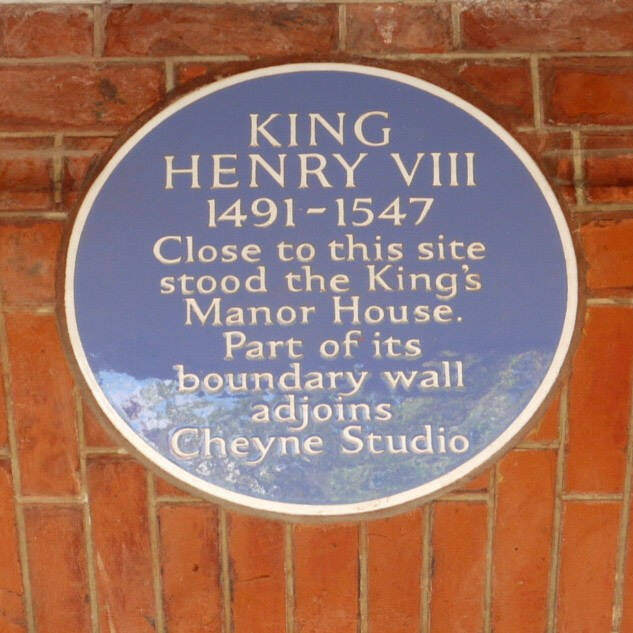 KING
HENRY VIII
1491-1547
Close to this site
stood the King's
Manor House.
Part of its
boundary wall
adjoins
Cheyne Studio